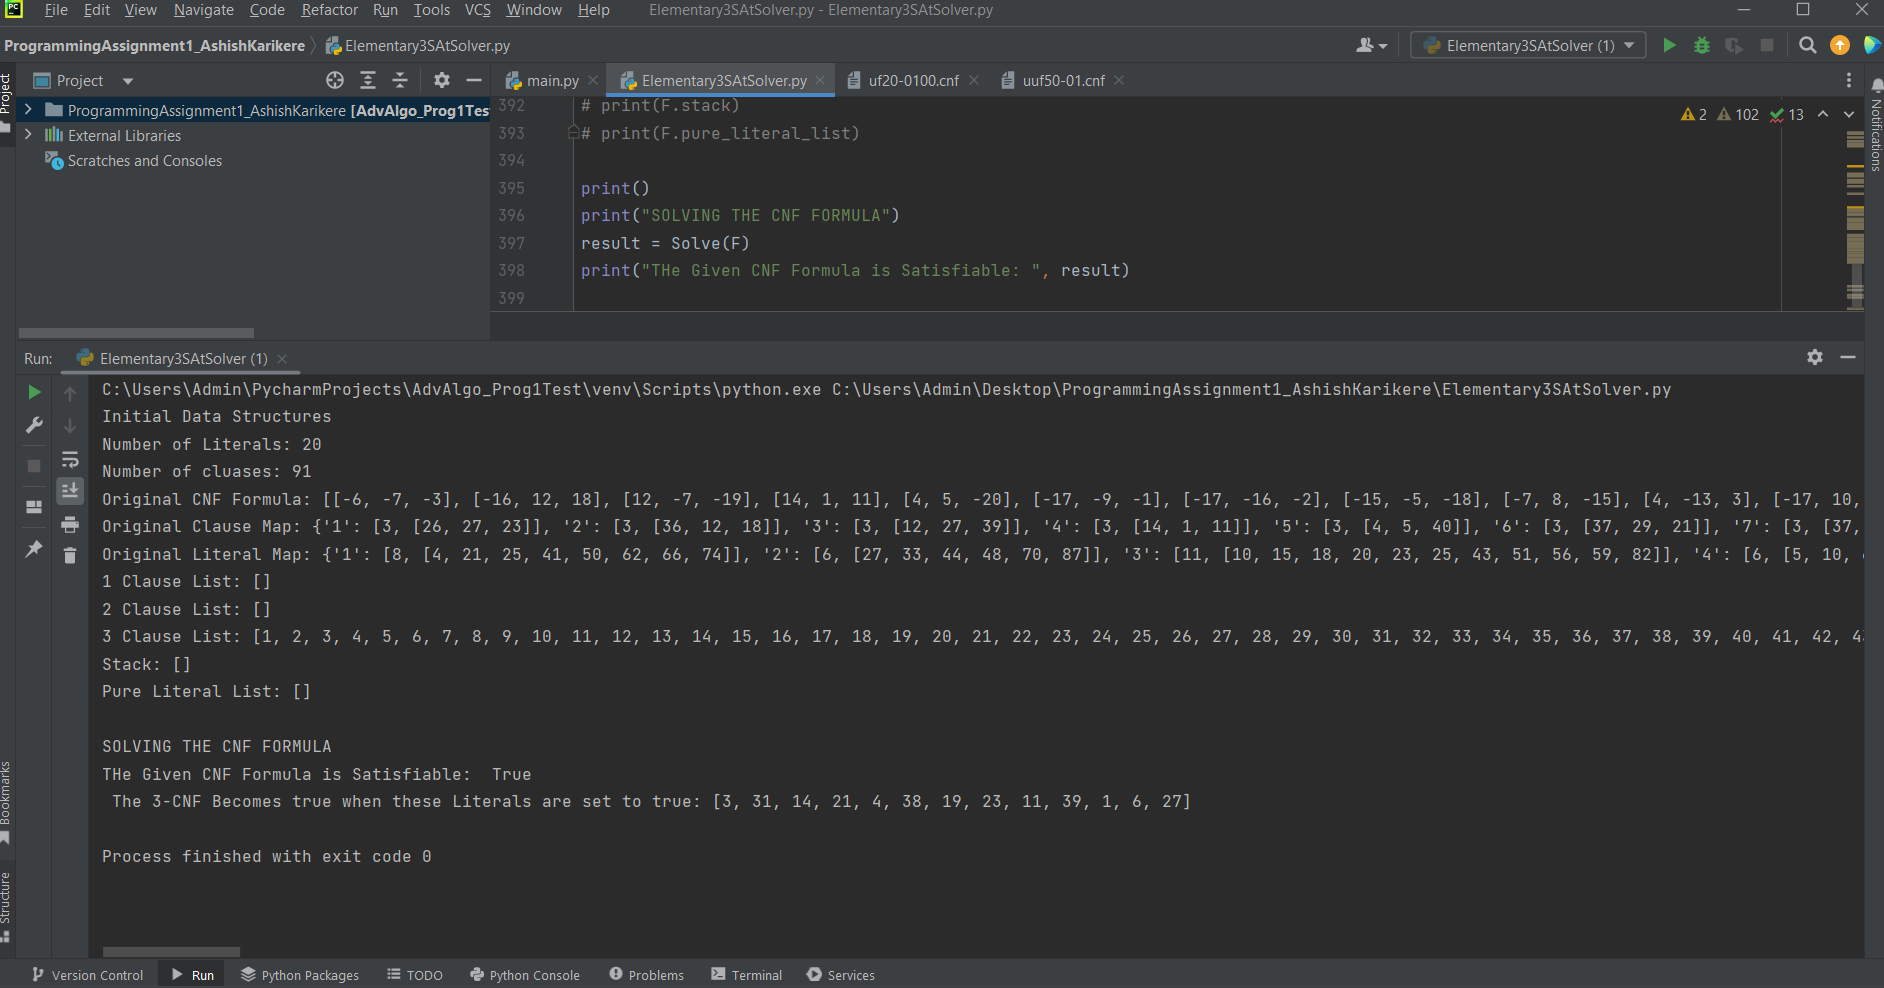 File Edit View Navigate Code Refactor Run Tools VCS Window Help Elementary3SAtSolver.py - Elementary3SAtSolver.py
ProgrammingAssignment1_AshishKarikere Elementary3SAtSolver.py Elementary3SAtSolver (1)
Project main.py Elementary3SAtSolver.py uf20-0100.cnf uuf50-01.cnf
ProgrammingAssignment1_AshishKarikere [AdvAlgo_Prog1Tes
External Libraries
Scratches and Consoles
392 # print(F.stack)
393 # print(F.pure_literal_list)
394
395 print()
396 print("SOLVING THE CNF FORMULA")
397 result = Solve(F)
398 print("THe Given CNF Formula is Satisfiable: ", result)
399
2 102 13
Project
Notifications
Run: Elementary3SAtSolver (1)
C:\Users\Admin\PycharmProjects\AdvAlgo_Prog1Test\venv\Scripts\python.exe C:\Users\Admin\Desktop\ProgrammingAssignment1_AshishKarikere\Elementary3SAtSolver.py
Initial Data Structures
Number of Literals: 20
Number of cluases: 91
Original CNF Formula: [[-6, -7, -3], [-16, 12, 18], [12, -7, -19], [14, 1, 11], [4, 5, -20], [-17, -9, -1], [-17, -16, -2], [-15, -5, -18], [-7, 8, -15], [4, -13, 3], [-17, 10,
Original Clause Map: {'1': [3, [26, 27, 23]], '2': [3, [36, 12, 18]], '3': [3, [12, 27, 39]], '4': [3, [14, 1, 11]], '5': [3, [4, 5, 40]], '6': [3, [37, 29, 21]], '7': [3, [37,
Original Literal Map: {'1': [8, [4, 21, 25, 41, 50, 62, 66, 74]], '2': [6, [27, 33, 44, 48, 70, 87]], '3': [11, [10, 15, 18, 20, 23, 25, 43, 51, 56, 59, 82]], '4': [6, [5, 10,
1 Clause List: []
2 Clause List: []
3 Clause List: [1, 2, 3, 4, 5, 6, 7, 8, 9, 10, 11, 12, 13, 14, 15, 16, 17, 18, 19, 20, 21, 22, 23, 24, 25, 26, 27, 28, 29, 30, 31, 32, 33, 34, 35, 36, 37, 38, 39, 40, 41, 42,
Stack: []
Pure Literal List: []
SOLVING THE CNF FORMULA
THe Given CNF Formula is Satisfiable:  True
The 3-CNF Becomes true when these Literals are set to true: [3, 31, 14, 21, 4, 38, 19, 23, 11, 39, 1, 6, 27]
Process finished with exit code 0
Bookmarks
Structure
Version Control Run Python Packages TODO Python Console Problems Terminal Services